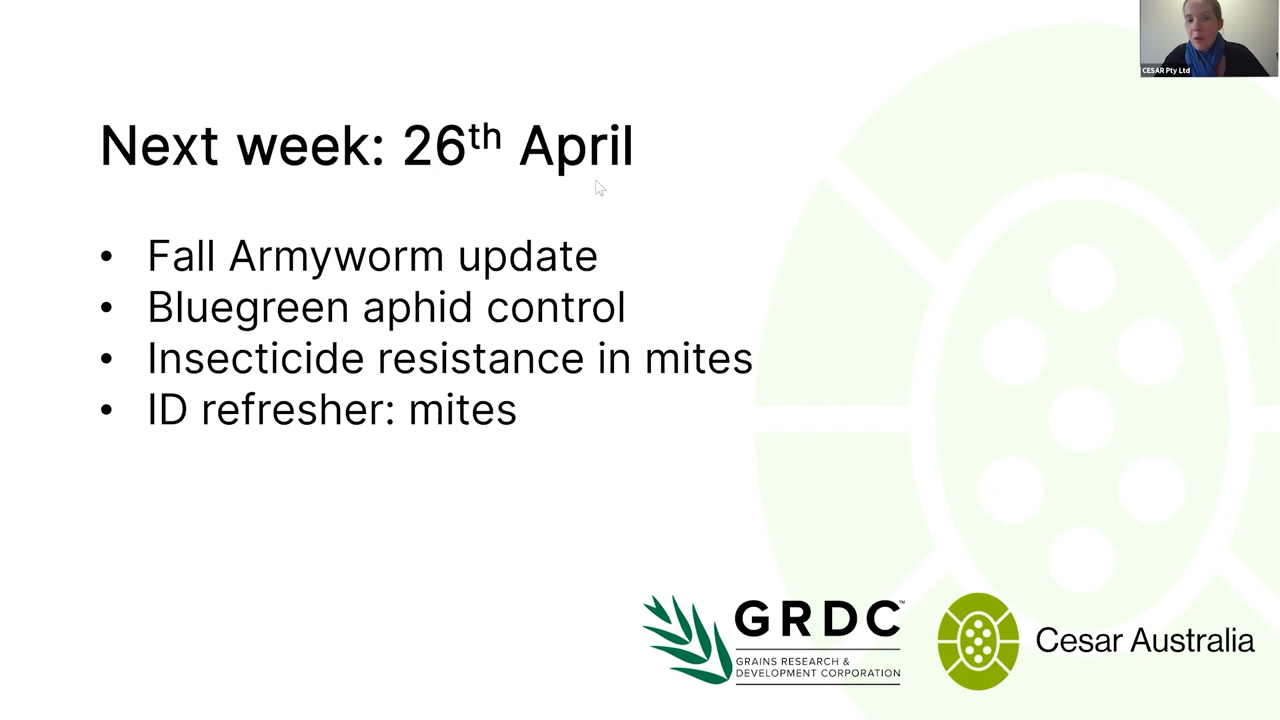 CESAR Pty Ltd
Next week: 26th April
• Fall Armyworm update
• Bluegreen aphid control
• Insecticide resistance in mites
• ID refresher: mites
GRDC™
GRAINS RESEARCH &
DEVELOPMENT CORPORATION
Cesar Australia